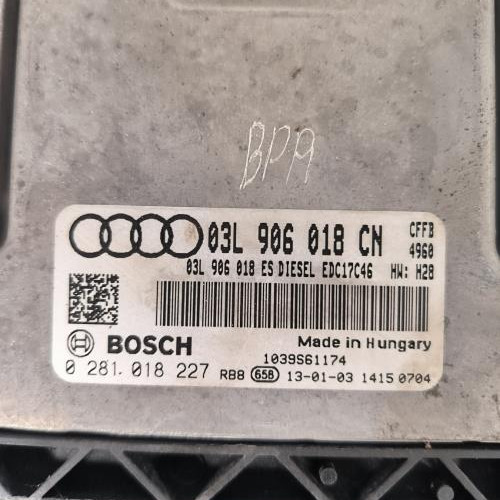 BPA
03L 906 018 CN CFFB
4960
03L 906 018 ES DIESEL EDC17C46 HW: H28
Made in Hungary
BOSCH 1039S61174
0 281 018 227 RB8 658 13-01-03 1415 0704